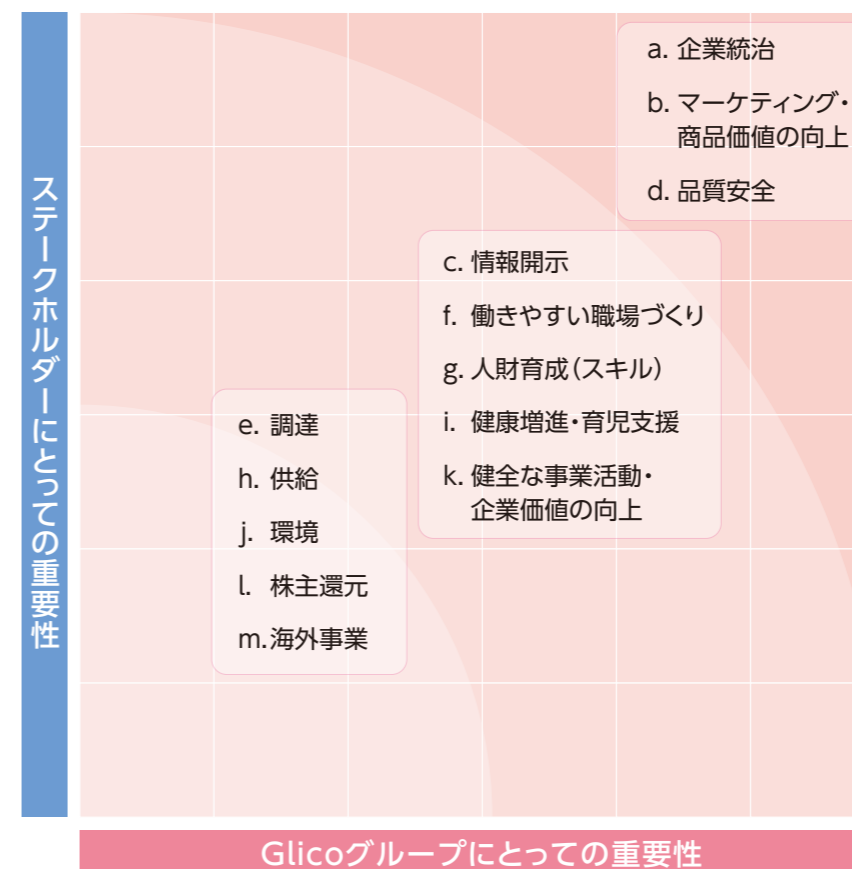 ステークホルダーにとっての重要性
a. 企業統治
b. マーケティング・
商品価値の向上
d. 品質安全
c. 情報開示
f. 働きやすい職場づくり
g. 人財育成(スキル)
i. 健康増進・育児支援
k. 健全な事業活動・
企業価値の向上
e. 調達
h. 供給
j. 環境
l. 株主還元
m.海外事業
Glicoグループにとっての重要性